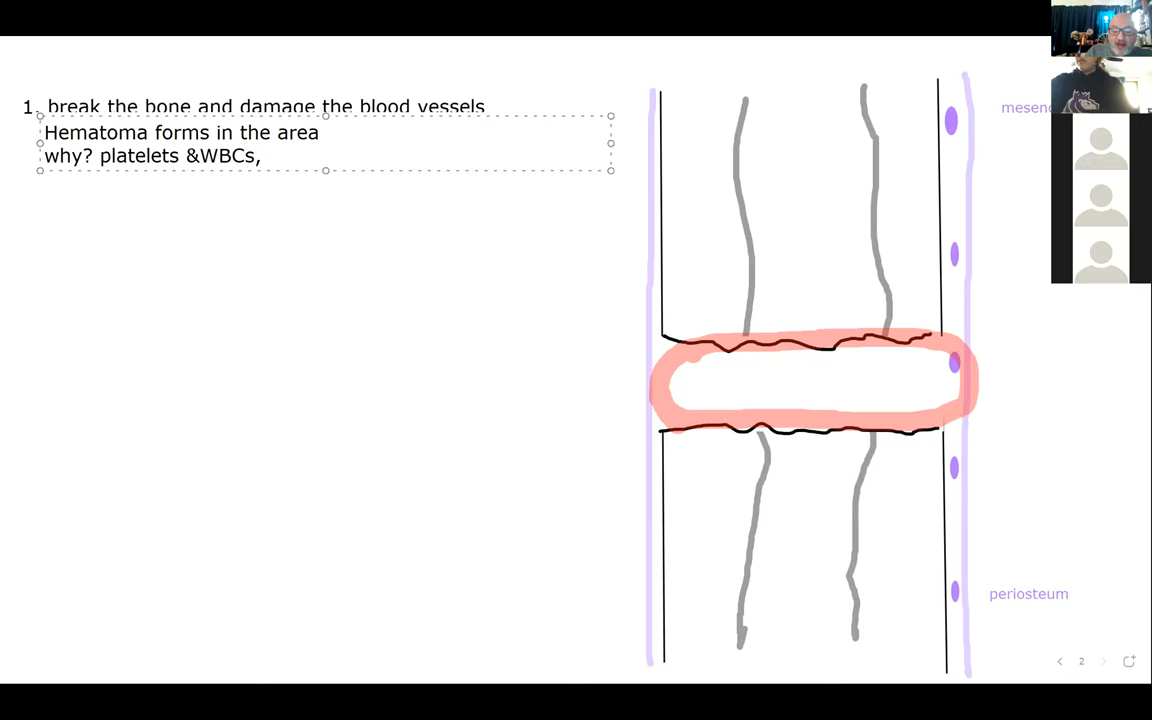 1. break the bone and damage the blood vessels
Hematoma forms in the area
why? platelets &WBCs,
periosteum
2